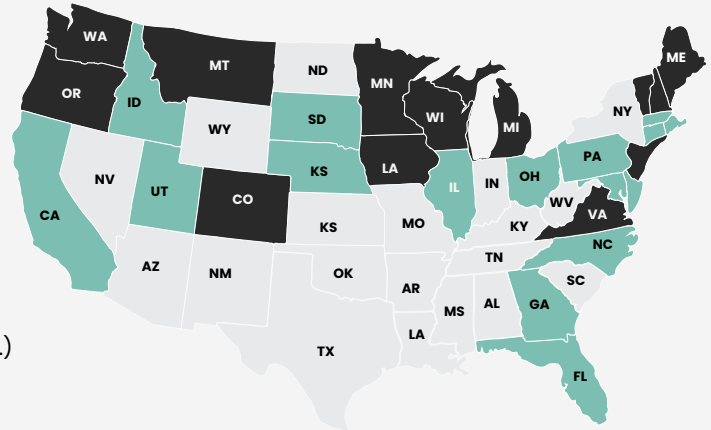 WA
ME
MT
ND
MN
OR
ID
NY
WI
SD
MI
WY
PA
LA
KS
OH
IL
IN
NV
UT
CO
WV
VA
CA
MO
KS
KY
NC
TN
AZ
NM
OK
SC
AR
AL
GA
MS
LA
.)
TX
FL